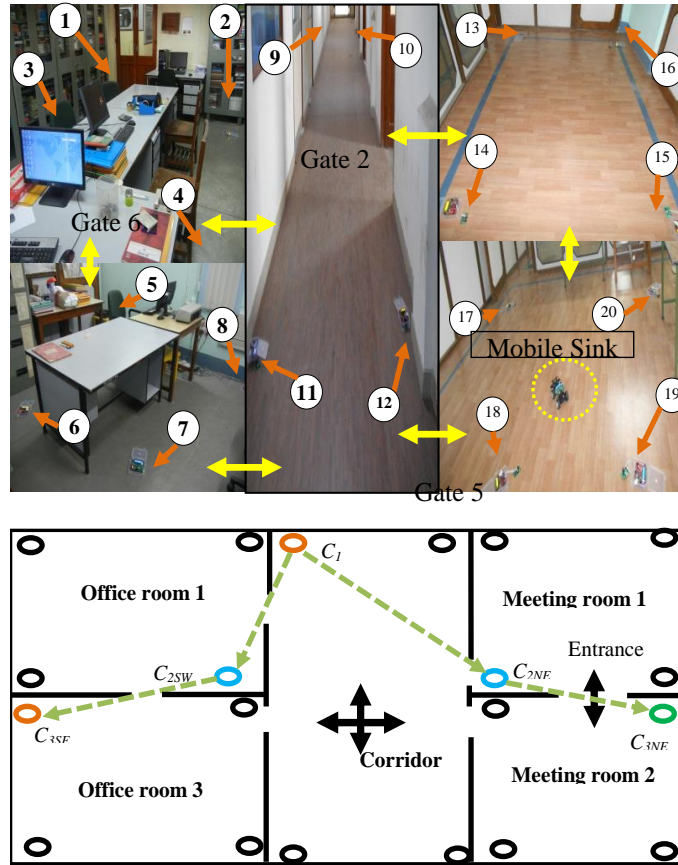 1
2
3
4
Gate 6
5
6
7
8
9
10
Gate 2
11
12
13
16
14
15
17
20
Mobile Sink
18
19
Gate 5
C1
Office room 1
Meeting room 1
Entrance
C2SW
C2NE
C3SE
C3NE
Corridor
Office room 3
Meeting room 2